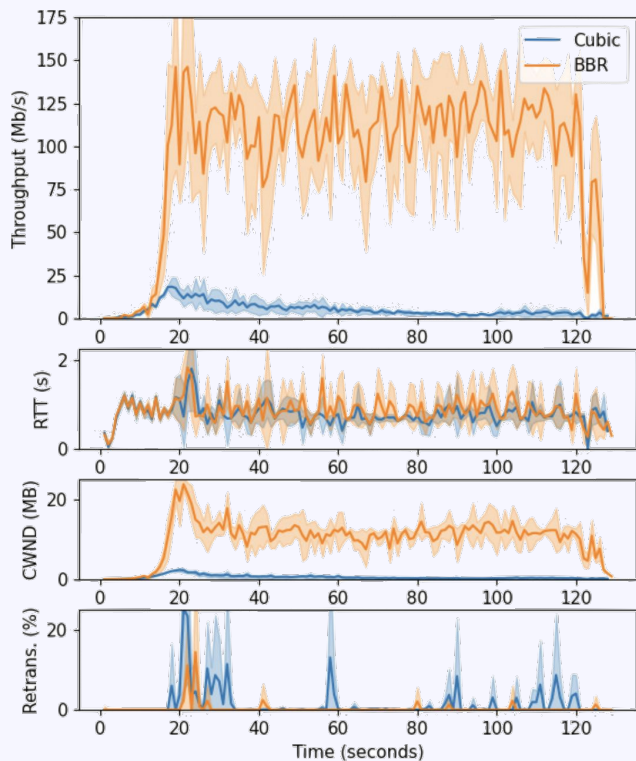 Throughput (Mb/s)
175
150
125
100
75
50
25
0
Cubic
BBR
0 20 40 60 80 100 120
RTT (s)
2
0
0 20 40 60 80 100 120
CWND (MB)
20
0
0 20 40 60 80 100 120
Retrans. (%)
20
0
0 20 40 60 80 100 120
Time (seconds)